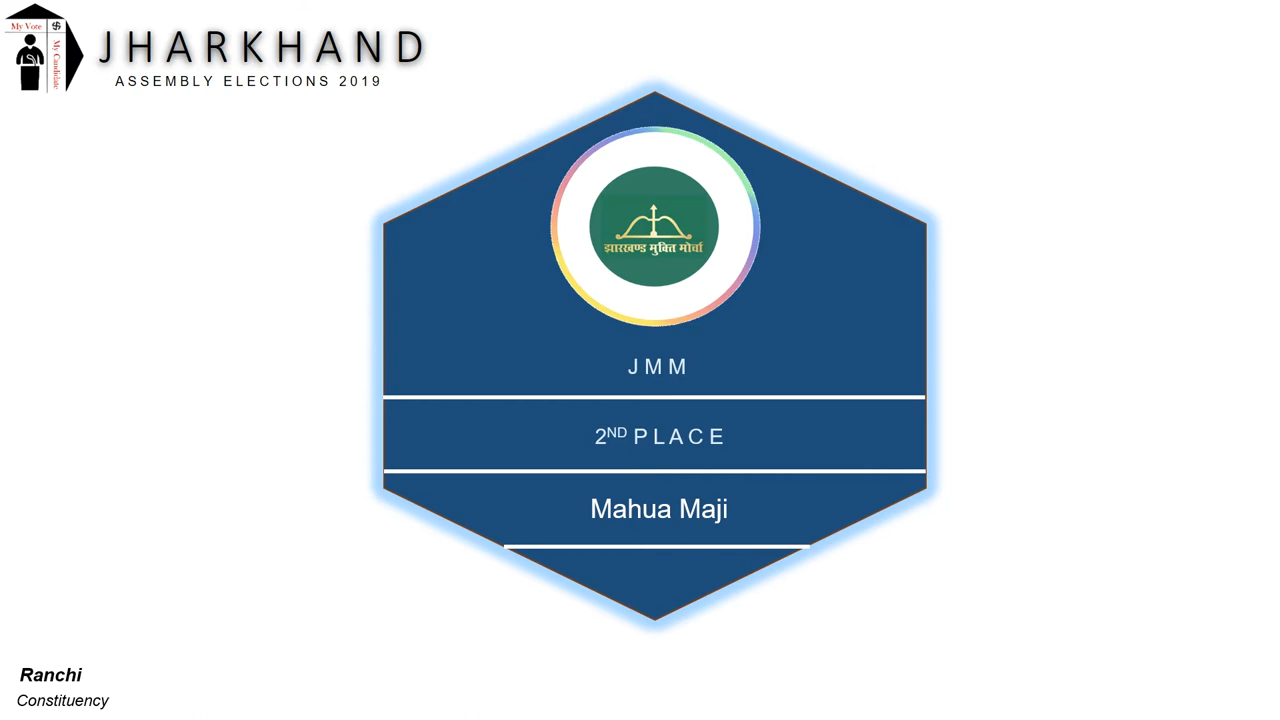 My Vote
My Candidate
JHARKHAND
ASSEMBLY ELECTIONS 2019
झारखण्ड मुक्ति मोर्चा
JMM
2ND PLACE
Mahua Maji
Ranchi
Constituency